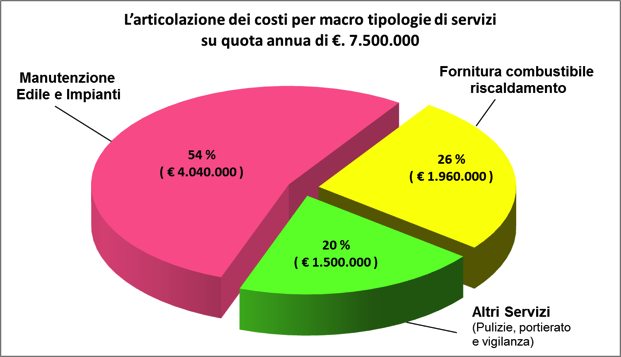 L'articolazione dei costi per macro tipologie di servizi
su quota annua di €. 7.500.000
Manutenzione
Edile e Impianti
Fornitura combustibile
riscaldamento
54 %
( € 4.040.000 )
26 %
( € 1.960.000 )
20 %
( € 1.500.000 )
Altri Servizi
(Pulizie, portierato
e vigilanza)